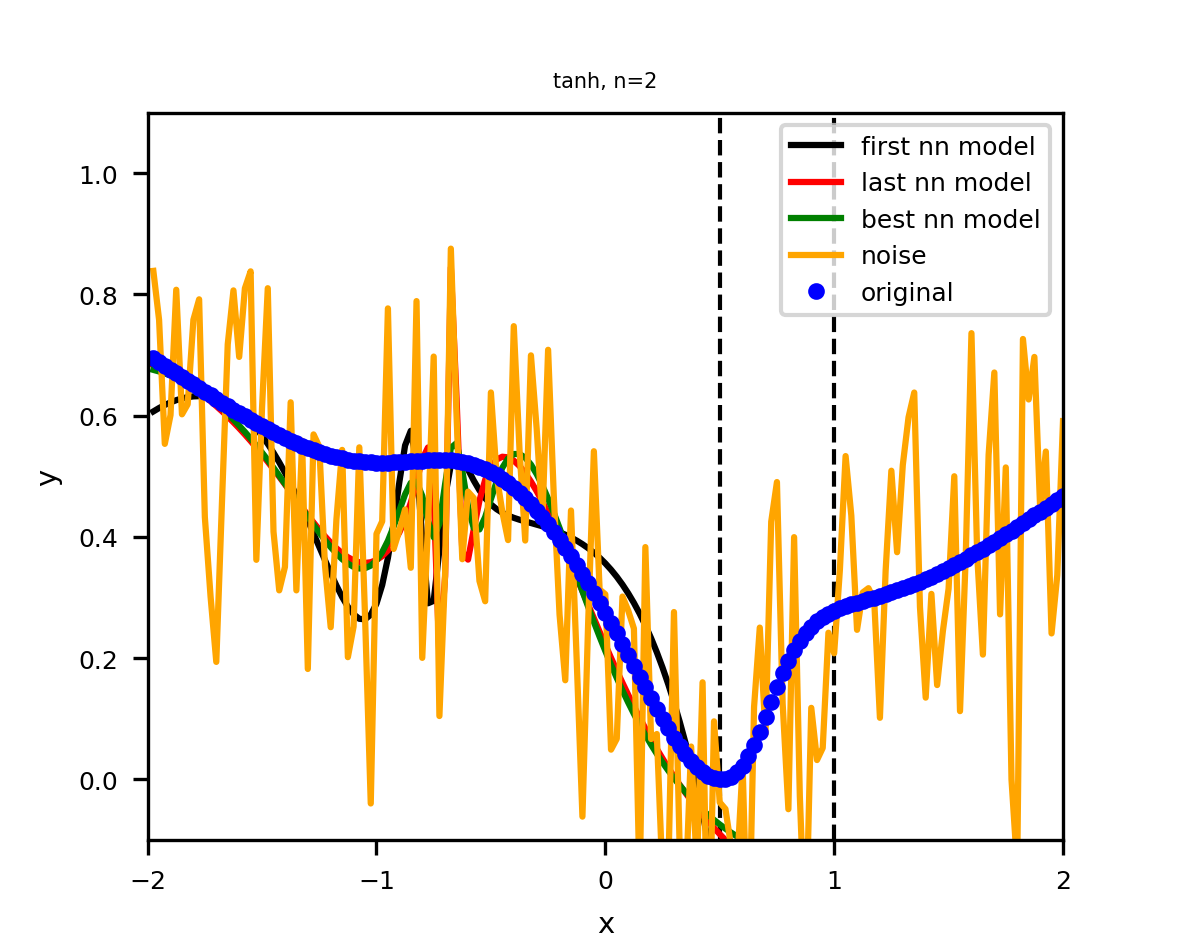 tanh, n=2
first nn model
last nn model
best nn model
noise
original
y
1.0
0.8
0.6
0.4
0.2
0.0
−2
−1
0
1
2
x